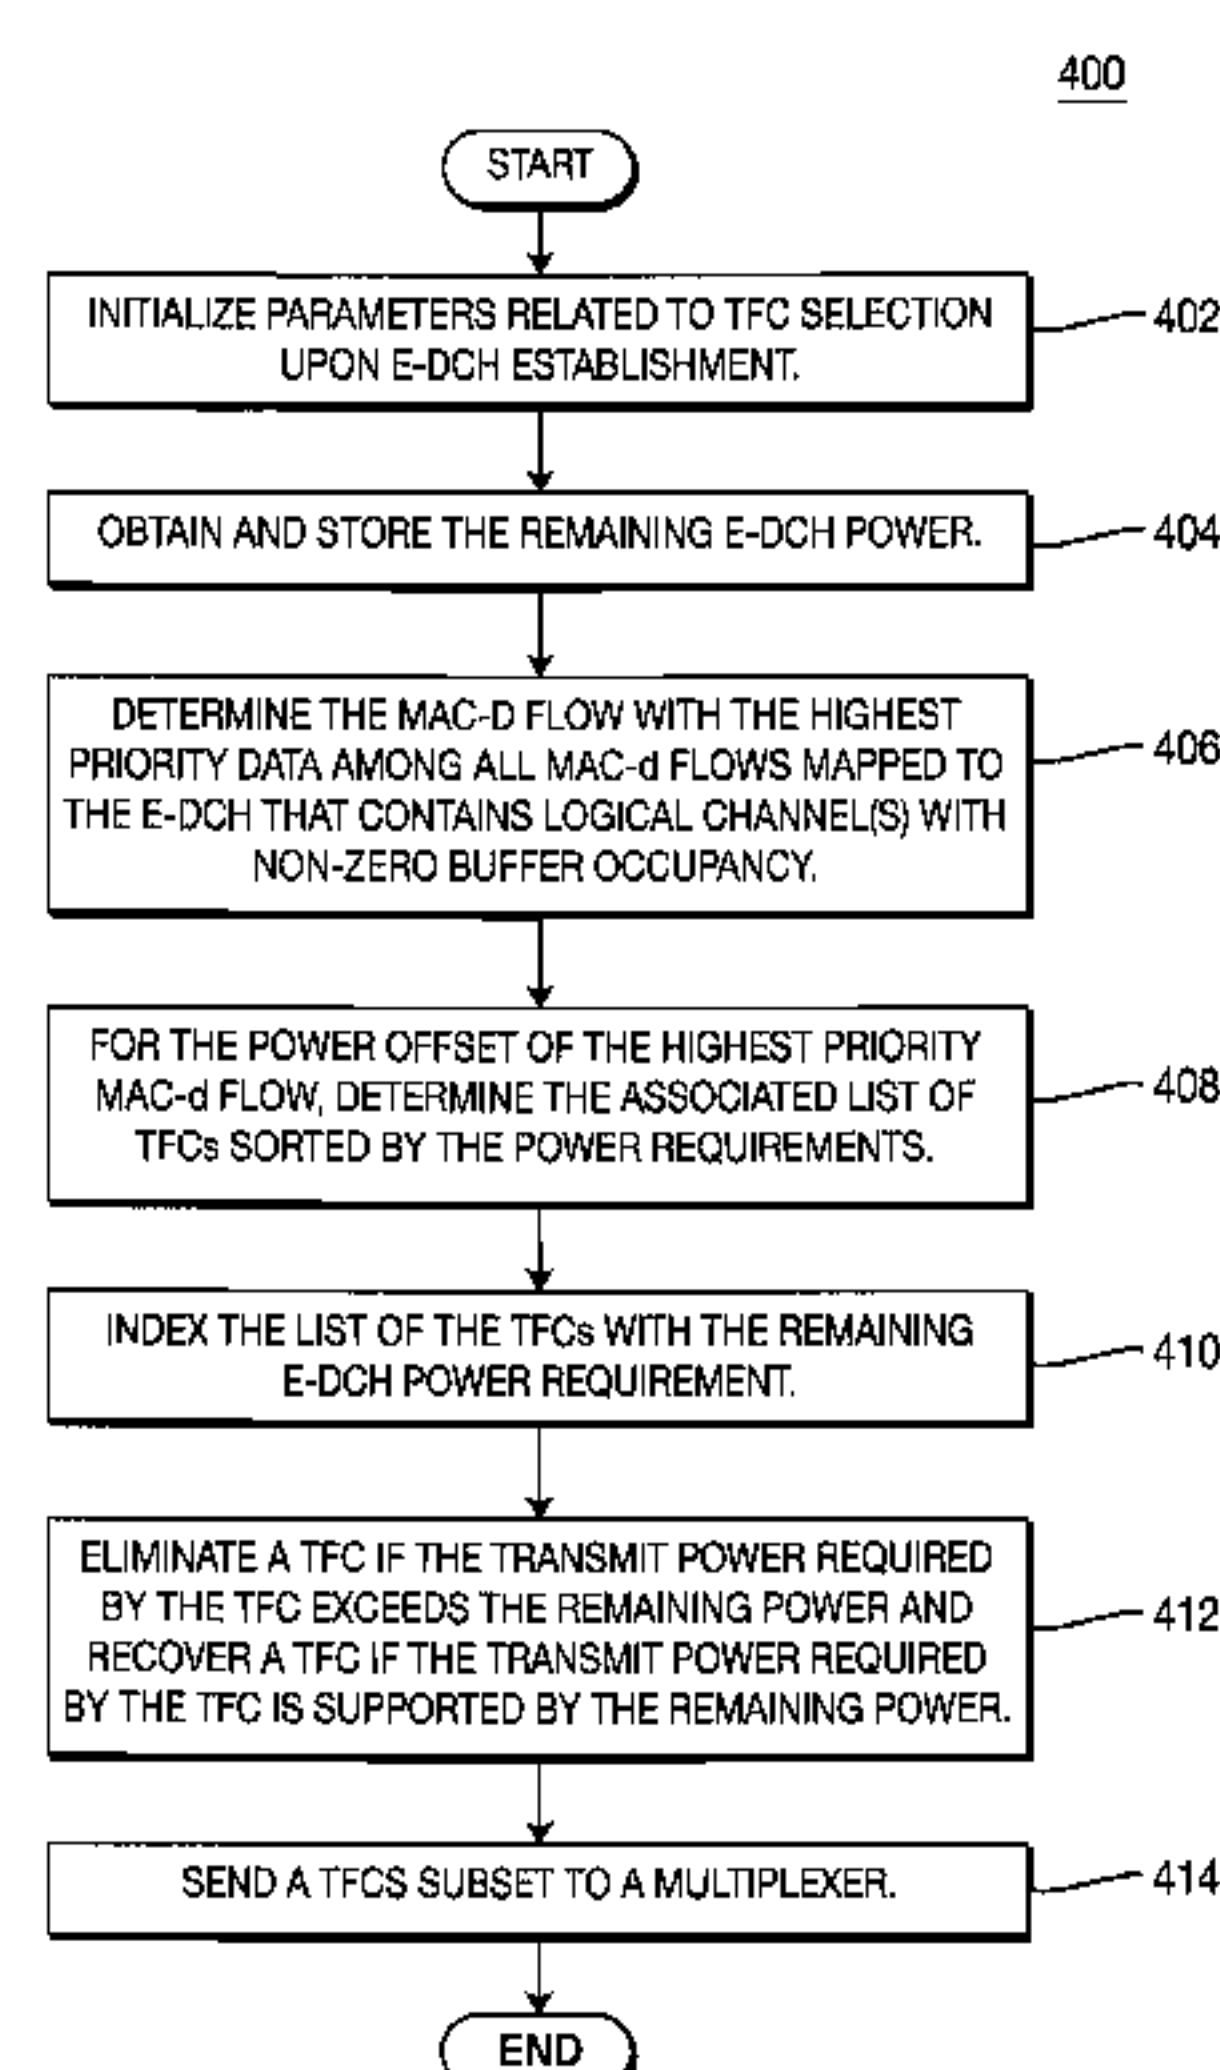 400
START
INITIALIZE PARAMETERS RELATED TO TFC SELECTION
UPON E-DCH ESTABLISHMENT.
402
OBTAIN AND STORE THE REMAINING E-DCH POWER.
404
DETERMINE THE MAC-D FLOW WITH THE HIGHEST
PRIORITY DATA AMONG ALL MAC-d FLOWS MAPPED TO
THE E-DCH THAT CONTAINS LOGICAL CHANNEL(S) WITH
NON-ZERO BUFFER OCCUPANCY.
406
FOR THE POWER OFFSET OF THE HIGHEST PRIORITY
MAC-d FLOW, DETERMINE THE ASSOCIATED LIST OF
TFCs SORTED BY THE POWER REQUIREMENTS.
408
INDEX THE LIST OF THE TFCs WITH THE REMAINING
E-DCH POWER REQUIREMENT.
410
ELIMINATE A TFC IF THE TRANSMIT POWER REQUIRED
BY THE TFC EXCEEDS THE REMAINING POWER AND
RECOVER A TFC IF THE TRANSMIT POWER REQUIRED
BY THE TFC IS SUPPORTED BY THE REMAINING POWER.
412
SEND A TFCS SUBSET TO A MULTIPLEXER.
414
END